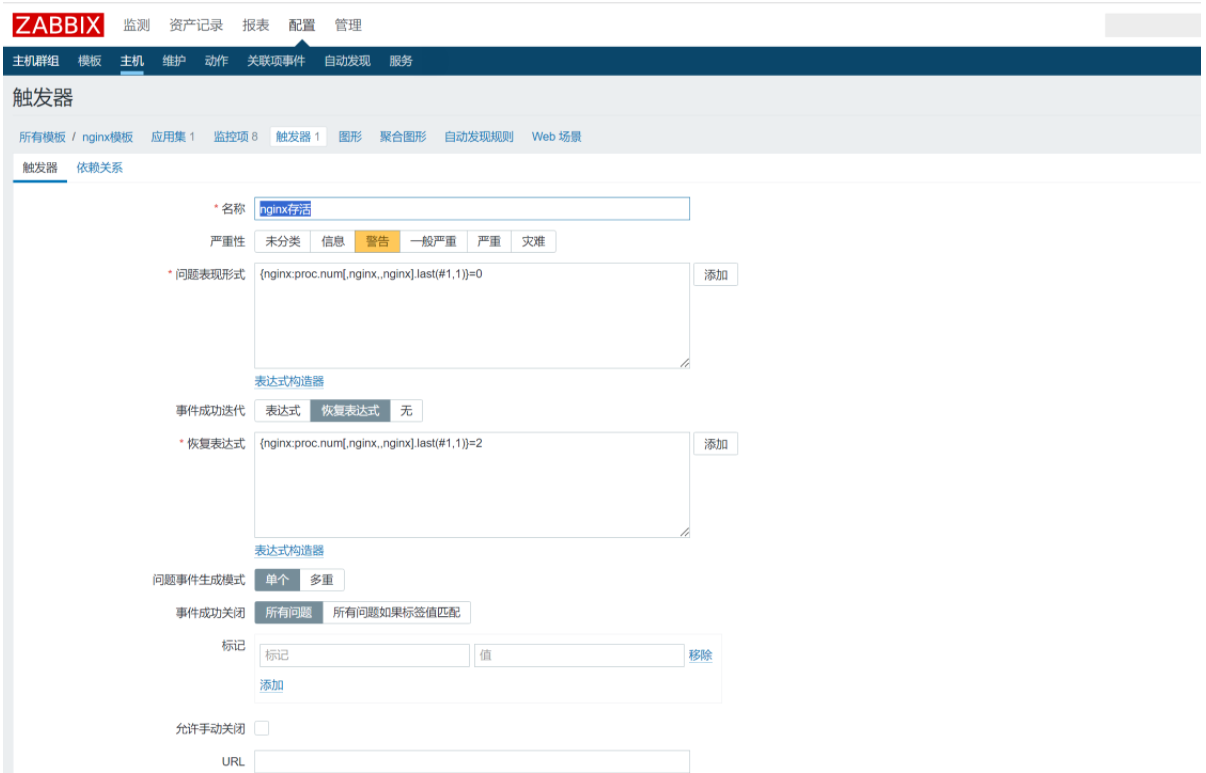 ZABBIX 监测 资产记录 报表 配置 管理
主机群组 模板 主机 维护 动作 关联项事件 自动发现 服务
触发器
所有模板 / nginx模板 应用集 1 监控项 8 触发器 1 图形 聚合图形 自动发现规则 Web 场景
触发器 依赖关系
* 名称 nginx存活
严重性 未分类 信息 警告 一般严重 严重 灾难
* 问题表现形式 {nginx:proc.num[,nginx,,nginx].last(#1,1)}=0 添加
表达式构造器
事件成功迭代 表达式 恢复表达式 无
* 恢复表达式 {nginx:proc.num[,nginx,,nginx].last(#1,1)}=2 添加
表达式构造器
问题事件生成模式 单个 多重
事件成功关闭 所有问题 所有问题如果标签值匹配
标记 标记 值 移除
添加
允许手动关闭
URL